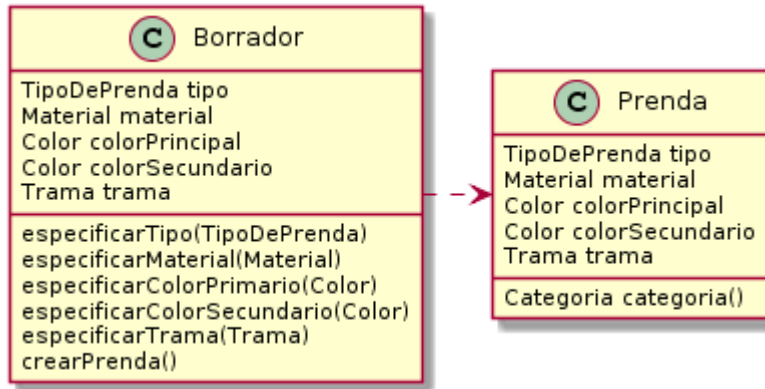 C Borrador
TipoDePrenda tipo
Material material
Color colorPrincipal
Color colorSecundario
Trama trama
especificarTipo(TipoDePrenda)
especificarMaterial(Material)
especificarColorPrimario(Color)
especificarColorSecundario(Color)
especificarTrama(Trama)
crearPrenda()
C Prenda
TipoDePrenda tipo
Material material
Color colorPrincipal
Color colorSecundario
Trama trama
Categoria categoria()